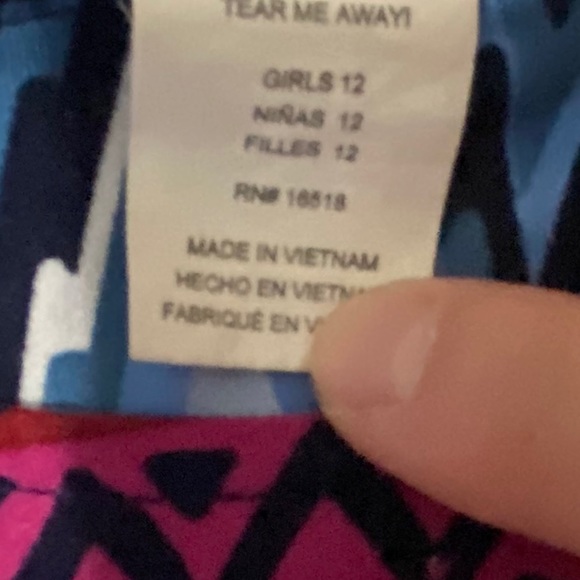 TEAR ME AWAY!
GIRLS 12
NIÑAS 12
FILLES 12
RN# 16518
MADE IN VIETNAM
HECHO EN
FABRIQUÉ EN